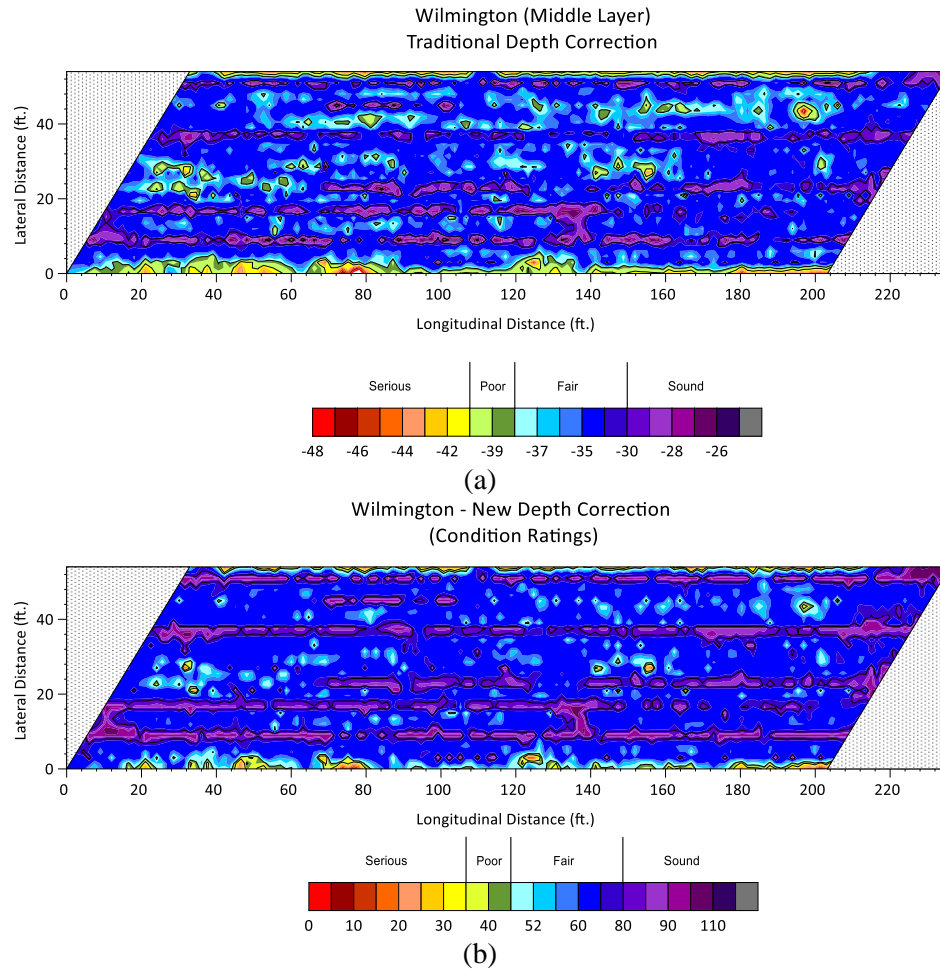 Wilmington (Middle Layer)
Traditional Depth Correction
Lateral Distance (ft.)
40
20
0
0 20 40 60 80 100 120 140 160 180 200 220
Longitudinal Distance (ft.)
Serious Poor Fair Sound
-48 -46 -44 -42 -39 -37 -35 -30 -28 -26
(a)
Wilmington - New Depth Correction
(Condition Ratings)
Lateral Distance (ft.)
40
20
0
0 20 40 60 80 100 120 140 160 180 200 220
Longitudinal Distance (ft.)
Serious Poor Fair Sound
0 10 20 30 40 52 60 80 90 110
(b)